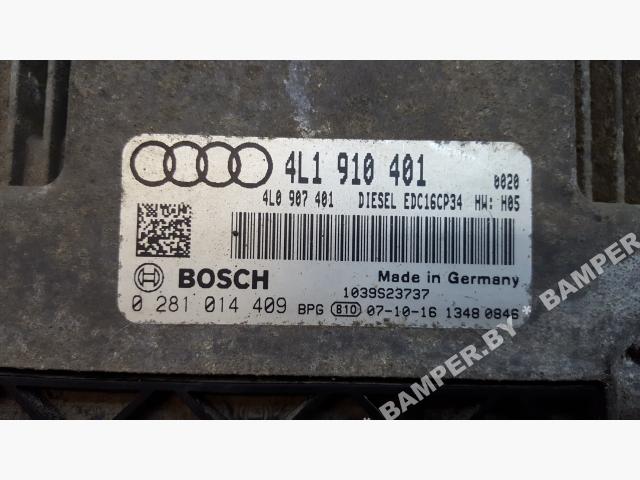 4L1 910 401 0020
4L0 907 401 DIESEL EDC16CP34 HW: H05
BOSCH Made in Germany
1039S23737
0 281 014 409 BPG 810 07-10-16 1348 0846
* BAMPER.BY * BAMPER.BY